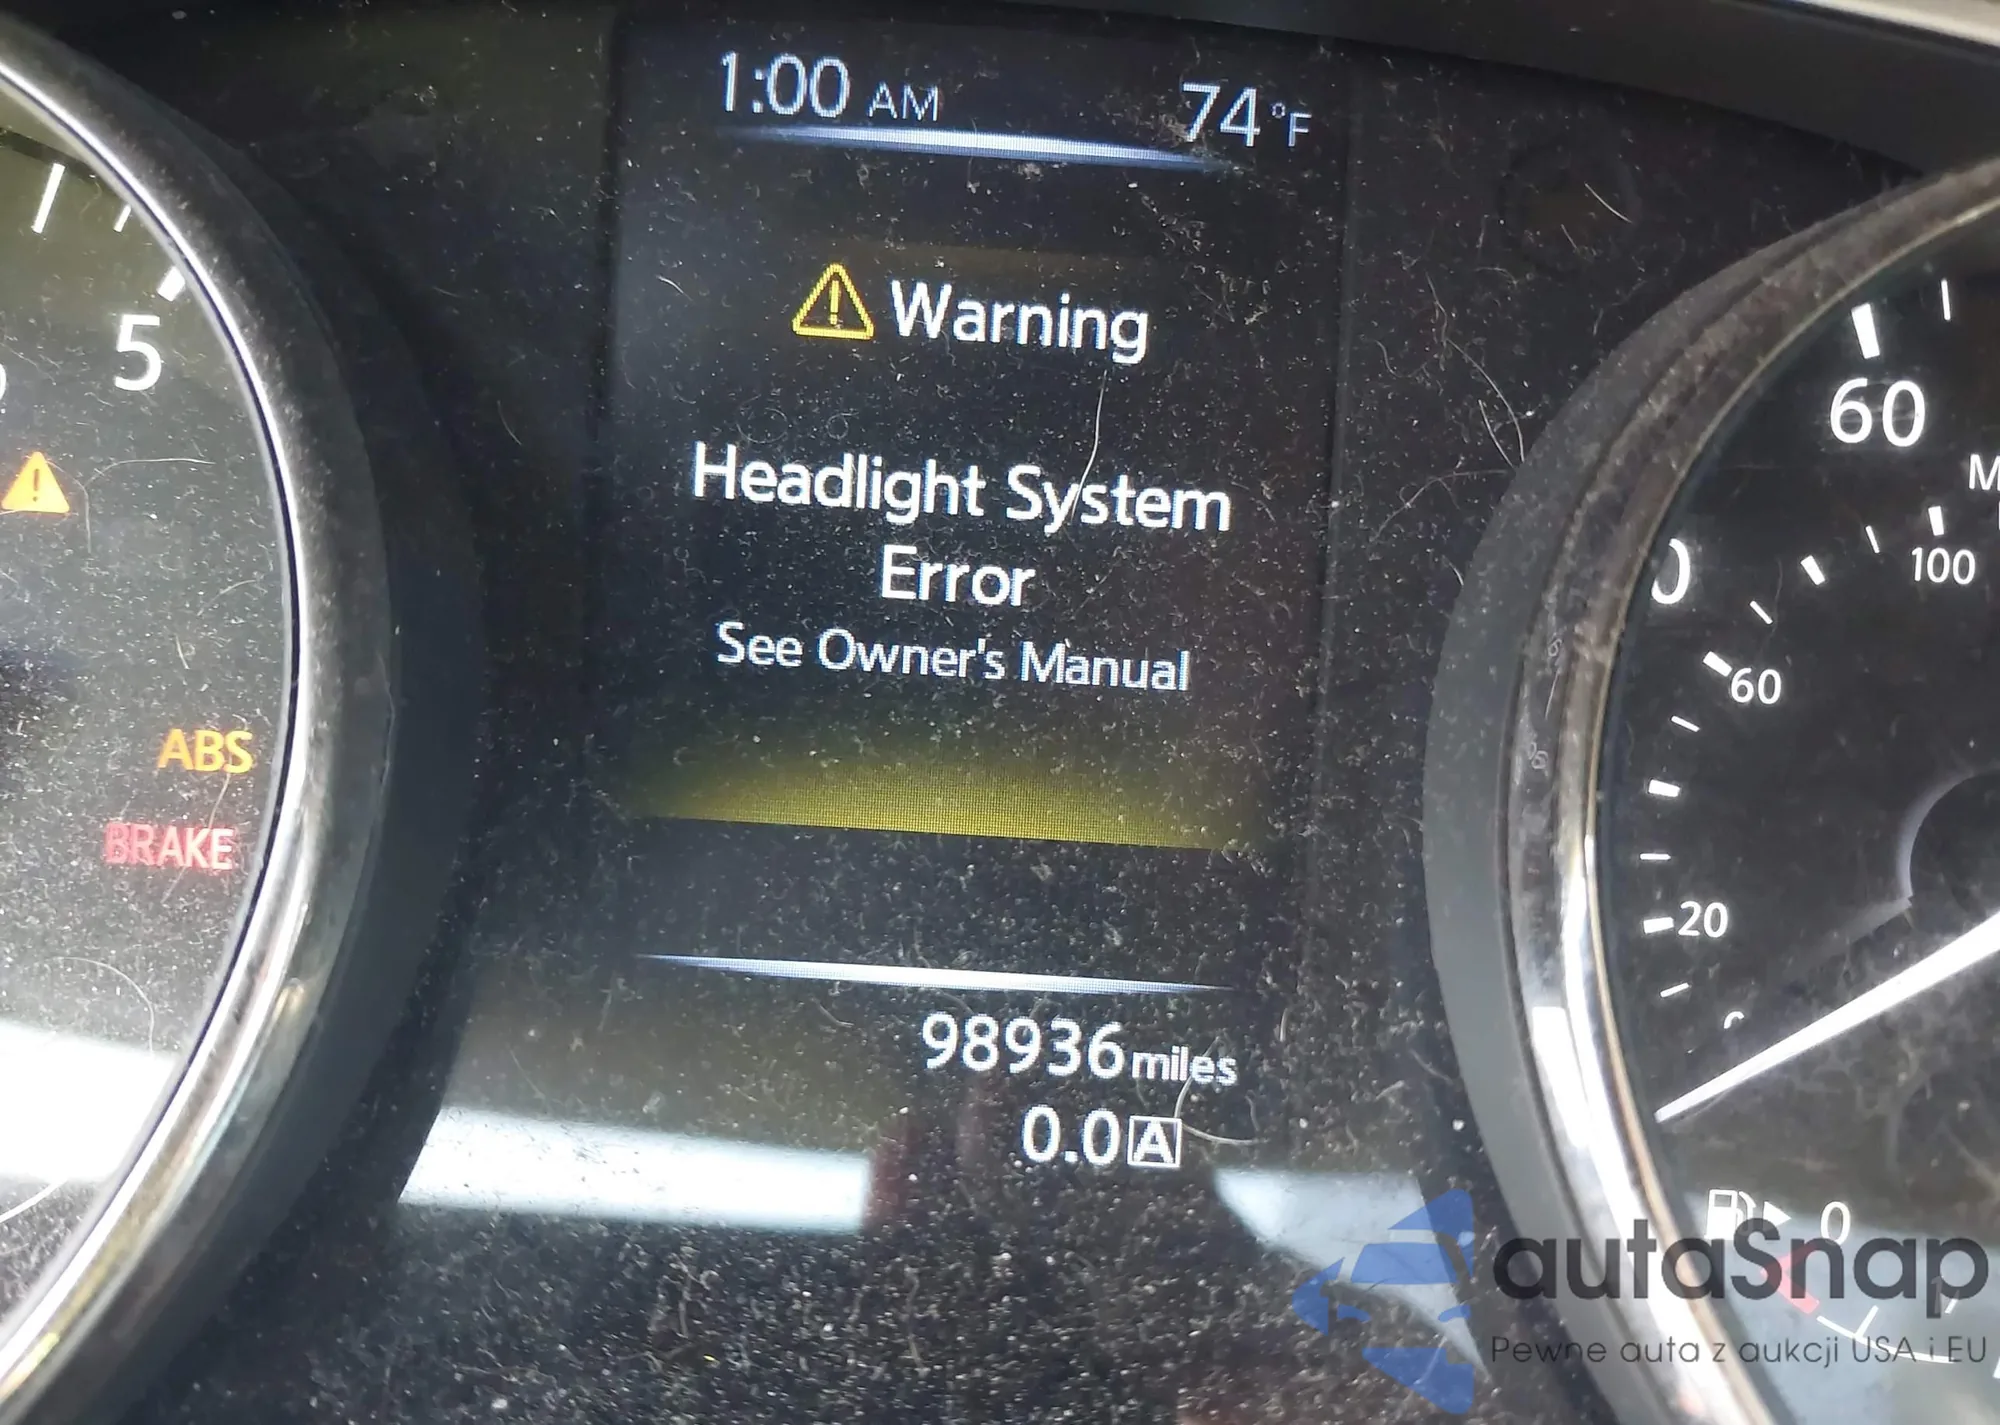 1:00 AM 74°F
Warning
Headlight System
Error
See Owner's Manual
98936 miles
0.0 A
5
ABS
BRAKE
60
100
60
20
0
autaSnap
Pewne auta z aukcji USA i EU